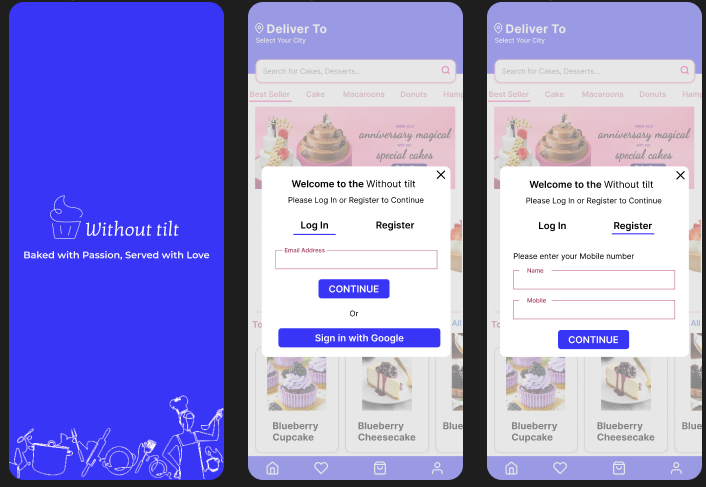 Without tilt
Baked with Passion, Served with Love
Deliver To
Select Your City
Search for Cakes, Desserts...
Best Seller Cake Macaroons Donuts Hamp
anniversary magical
with our
special cakes
Welcome to the Without tilt
Please Log In or Register to Continue
Log In Register
Email Address
CONTINUE
Or
Sign in with Google
To
All
Blueberry
Cupcake
Blueberry
Cheesecake
Blue
Che
Deliver To
Select Your City
Search for Cakes, Desserts...
Best Seller Cake Macaroons Donuts Hamp
anniversary magical
with our
special cakes
Welcome to the Without tilt
Please Log In or Register to Continue
Log In Register
Please enter your Mobile number
Name
Mobile
CONTINUE
To
All
Blueberry
Cupcake
Blueberry
Cheesecake
Blue
Che